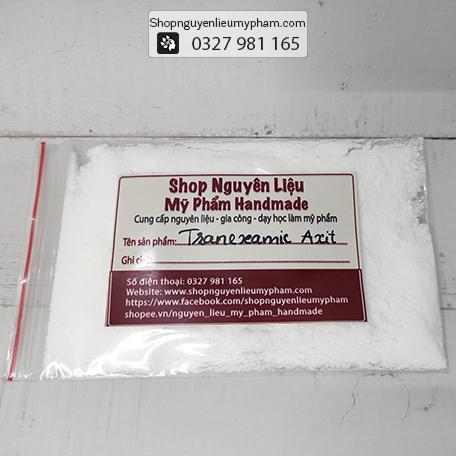 Shopnguyenlieumypham.com
0327 981 165
Shop Nguyên Liệu
Mỹ Phẩm Handmade
Cung cấp nguyên liệu - gia công - dạy học làm mỹ phẩm
Tên sản phẩm: Tranexamic Axit
Ghi chú:
Số điện thoại: 0327 981 165
Website: www.shopnguyenlieumypham.com
https://www.facebook.com/shopnguyenlieumypham
shopee.vn/nguyen_lieu_my_pham_handmade